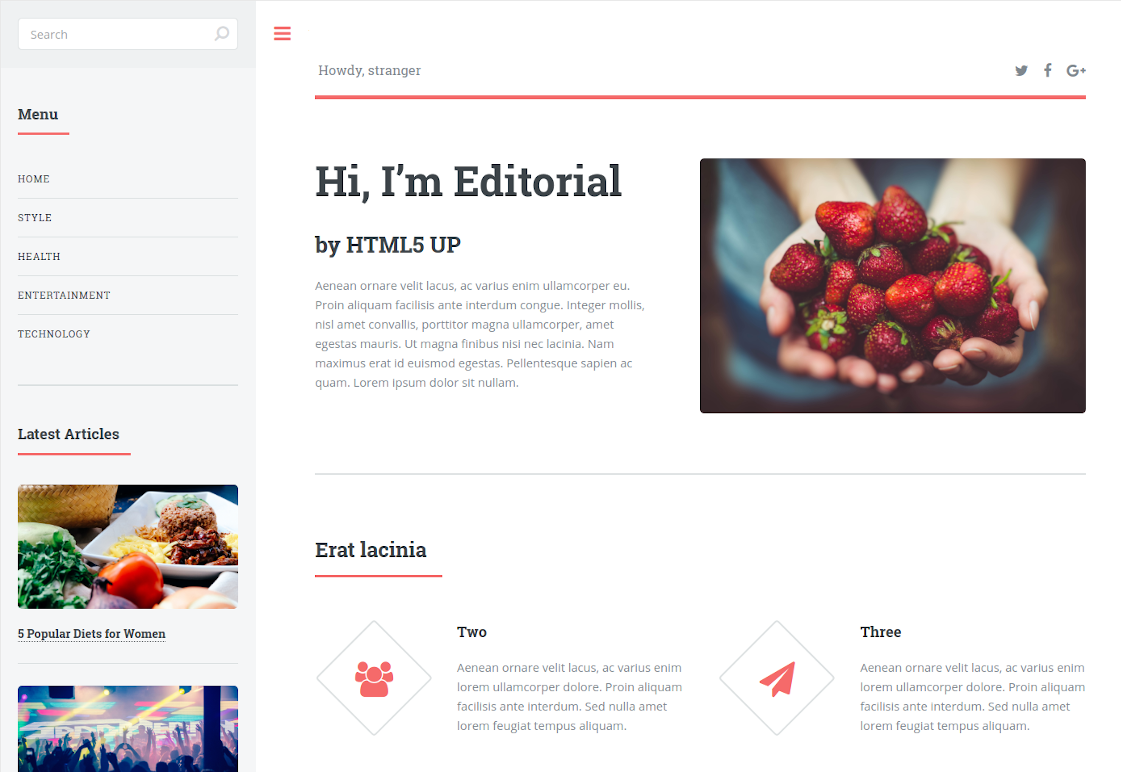 Search
Menu
HOME
STYLE
HEALTH
ENTERTAINMENT
TECHNOLOGY
Latest Articles
5 Popular Diets for Women
Howdy, stranger
G+
Hi, I’m Editorial
by HTML5 UP
Aenean ornare velit lacus, ac varius enim ullamcorper eu.
Proin aliquam facilisis ante interdum congue. Integer mollis,
nisl amet convallis, porttitor magna ullamcorper, amet
egestas mauris. Ut magna finibus nisi nec lacinia. Nam
maximus erat id euismod egestas. Pellentesque sapien ac
quam. Lorem ipsum dolor sit nullam.
Erat lacinia
Two
Aenean ornare velit lacus, ac varius enim
lorem ullamcorper dolore. Proin aliquam
facilisis ante interdum. Sed nulla amet
lorem feugiat tempus aliquam.
Three
Aenean ornare velit lacus, ac varius enim
lorem ullamcorper dolore. Proin aliquam
facilisis ante interdum. Sed nulla amet
lorem feugiat tempus aliquam.